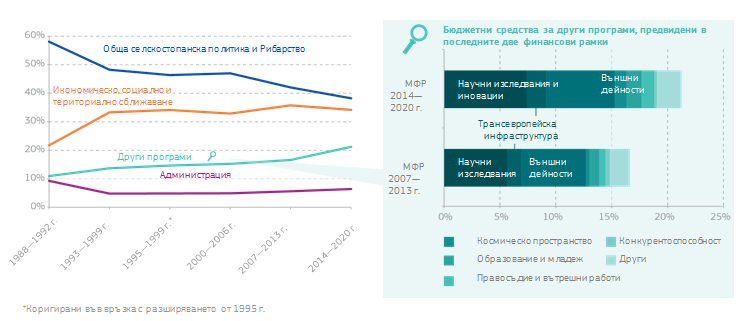 60%
50%
40%
30%
20%
10%
0%
Обща селскостопанска политика и Рибарство
Икономическо, социално и
териториално сближаване
Други програми
Администрация
1988—1992 г.
1993—1999 г.
1995—1999 г.*
2000—2006 г.
2007—2013 г.
2014—2020 г.
*Коригирани във връзка с разширяването от 1995 г.
Бюджетни средства за други програми, предвидени в
последните две финансови рамки
МФР
2014—
2020 г.
Научни изследвания и
иновации
Външни
дейности
Трансевропейска
инфраструктура
МФР
2007—
2013 г.
Научни
изследвания
Външни
дейности
0%
5%
10%
15%
20%
25%
Космическо пространство
Конкурентоспособност
Образование и младеж
Други
Правосъдие и вътрешни работи